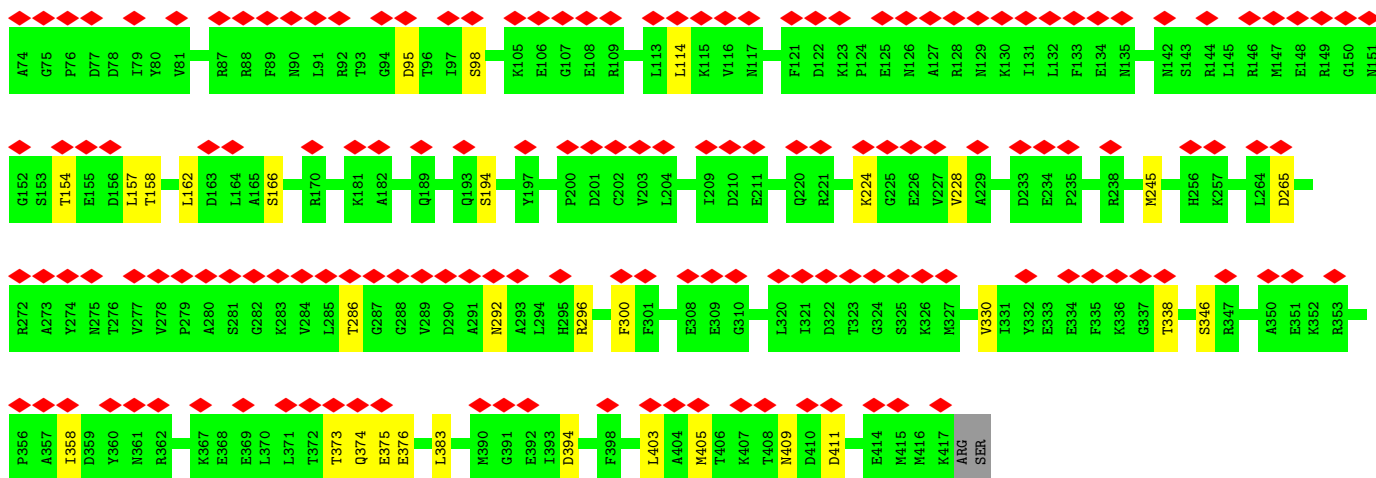 A74 G75 P76 D77 D78 I79 Y80 V81 R87 R88 F89 N90 L91 R92 T93 G94 D95 T96 I97 S98 K105 E106 G107 E108 R109 L113 L114 K115 V116 N117 F121 D122 K123 P124 E125 N126 A127 R128 N129 K130 I131 L132 F133 E134 N135 N142 S143 R144 L145 R146 M147 E148 R149 G150 N151
G152 S153 T154 E155 D156 L157 T158 L162 D163 L164 A165 S166 R170 K181 A182 Q189 Q193 S194 Y197 P200 D201 C202 V203 L204 I209 D210 E211 Q220 R221 K224 G225 E226 V227 V228 A229 D233 E234 P235 R238 M245 H256 K257 L264 D265
R272 A273 Y274 N275 T276 V277 V278 P279 A280 S281 G282 K283 V284 L285 T286 G287 G288 V289 D290 A291 N292 A293 L294 H295 R296 F300 F301 E308 E309 G310 L320 I321 D322 T323 G324 S325 K326 M327 V330 I331 Y332 E333 E334 F335 K336 G337 T338 S346 R347 A350 E351 K352 R353
P356 A357 I358 D359 Y360 N361 R362 K367 E368 E369 L370 L371 T372 T373 Q374 E375 E376 L383 M390 G391 E392 I393 D394 F398 L403 A404 M405 T406 K407 T408 N409 D410 D411 E414 M415 M416 K417 ARG SER